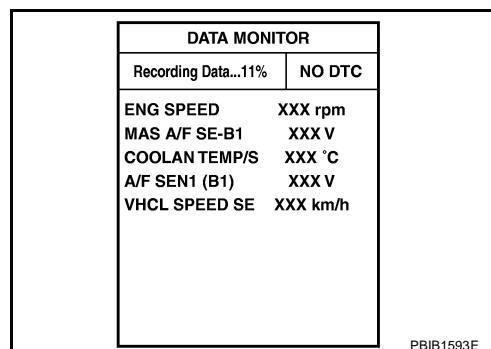 DATA MONITOR
Recording Data...11% NO DTC
ENG SPEED XXX rpm
MAS A/F SE-B1 XXX V
COOLAN TEMP/S XXX °C
A/F SEN1 (B1) XXX V
VHCL SPEED SE XXX km/h
PBIB1593E